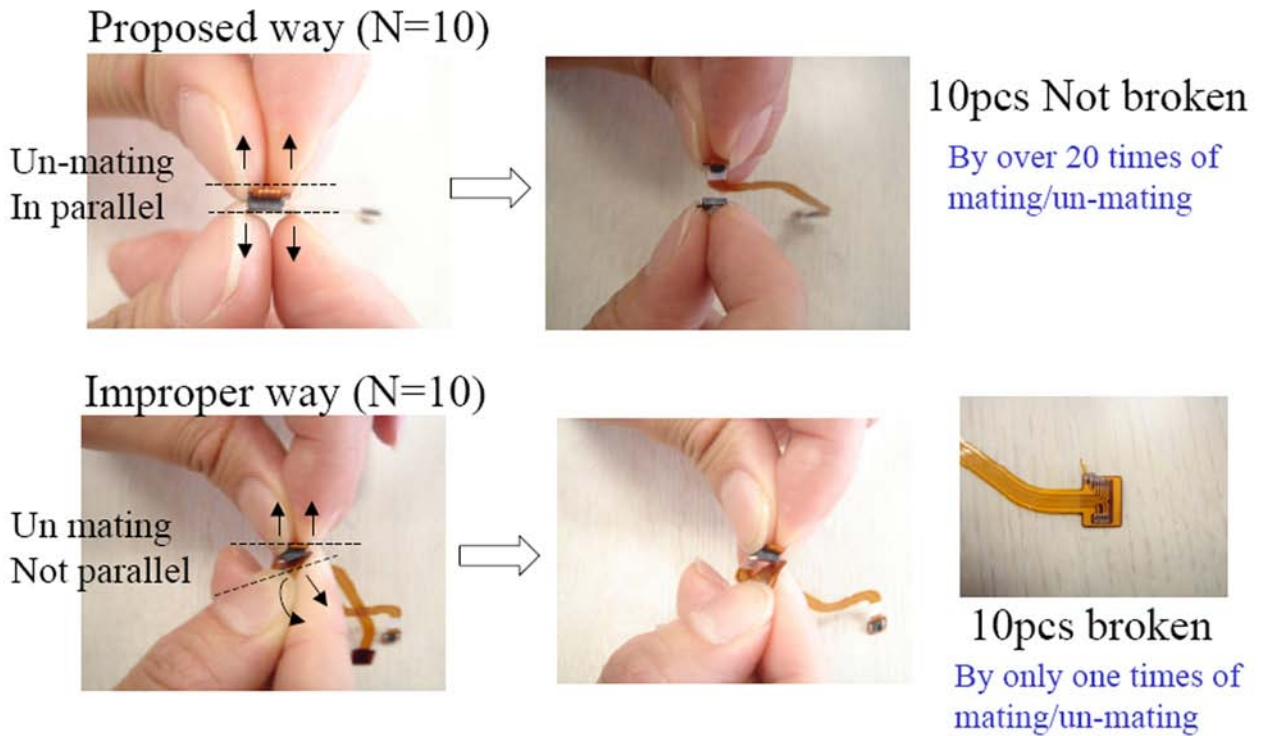 Proposed way (N=10)
Un-mating
In parallel
10pcs Not broken
By over 20 times of
mating/un-mating
Improper way (N=10)
Un mating
Not parallel
10pcs broken
By only one times of
mating/un-mating